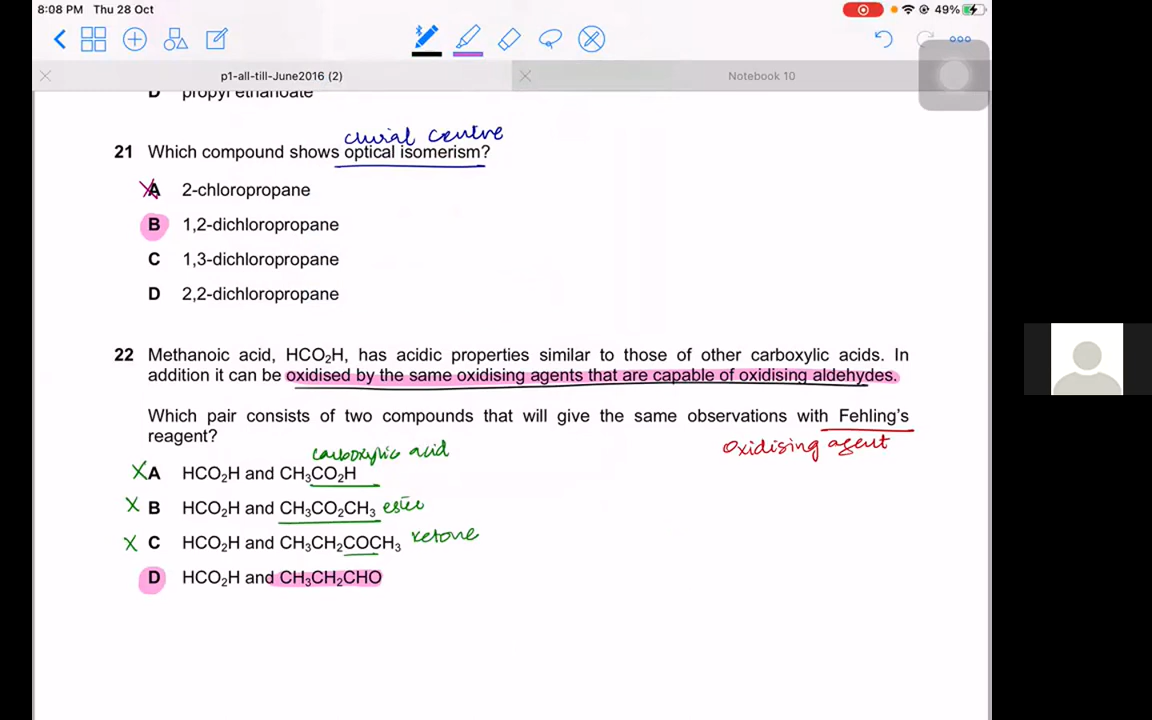 8:08 PM Thu 28 Oct
49%
p1-all-till-June2016 (2)
Notebook 10
D propyl ethanoate
chiral centre
21 Which compound shows optical isomerism?
A 2-chloropropane
B 1,2-dichloropropane
C 1,3-dichloropropane
D 2,2-dichloropropane
22 Methanoic acid, HCO₂H, has acidic properties similar to those of other carboxylic acids. In
addition it can be oxidised by the same oxidising agents that are capable of oxidising aldehydes.
Which pair consists of two compounds that will give the same observations with Fehling's
reagent?
Oxidising agent
carboxylic acid
X A HCO₂H and CH₃CO₂H
X B HCO₂H and CH₃CO₂CH₃ ester
X C HCO₂H and CH₃CH₂COCH₃ ketone
D HCO₂H and CH₃CH₂CHO